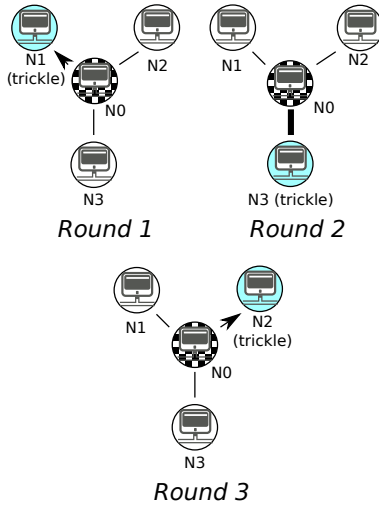 N1
(trickle)
N2
N0
N3
Round 1
N1
N2
N0
N3 (trickle)
Round 2
N1
N2
(trickle)
N0
N3
Round 3